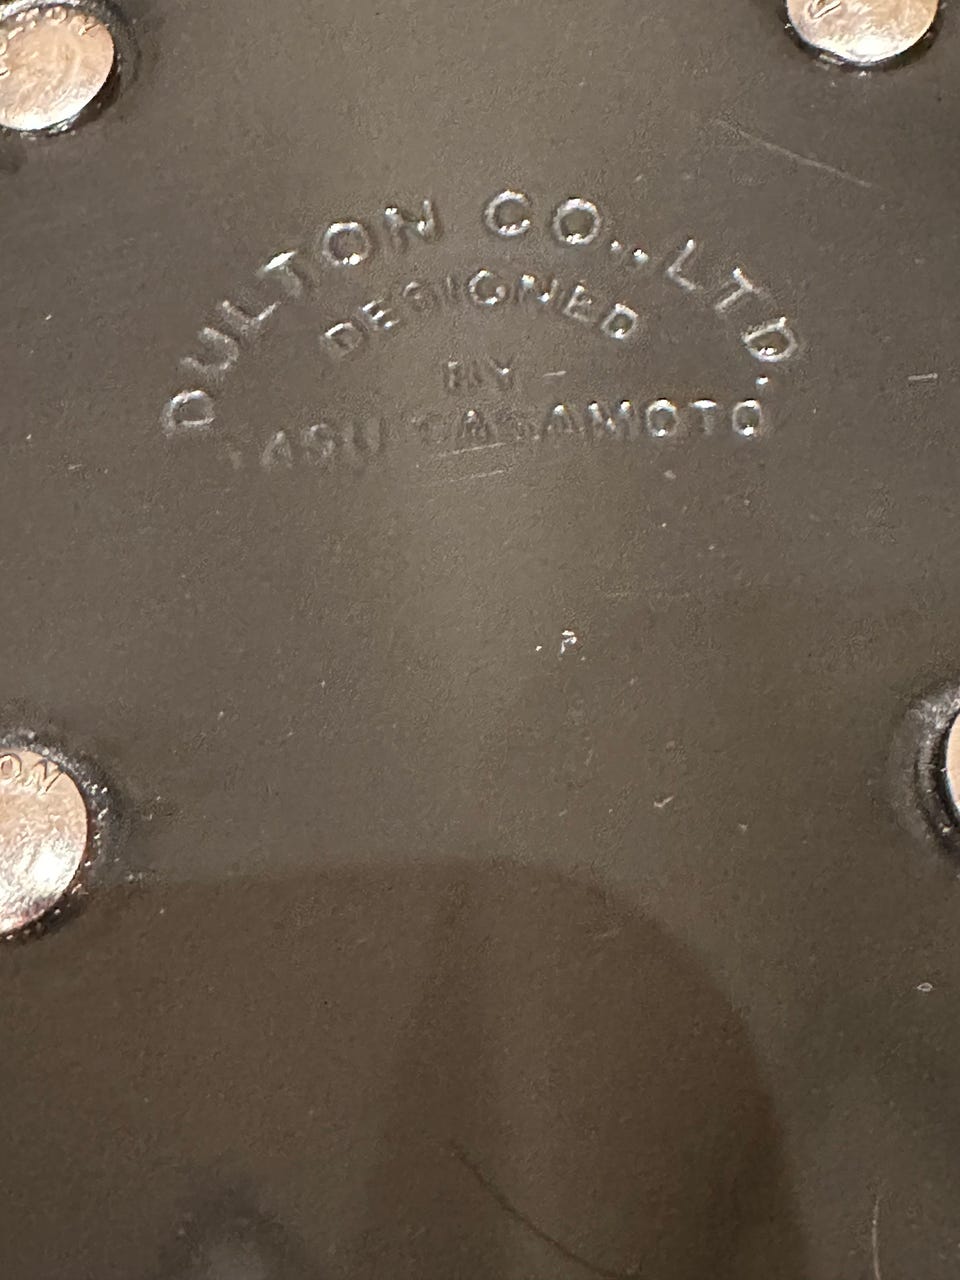 DULTON CO.,LTD.
DESIGNED
BY
YASU SASAMOTO